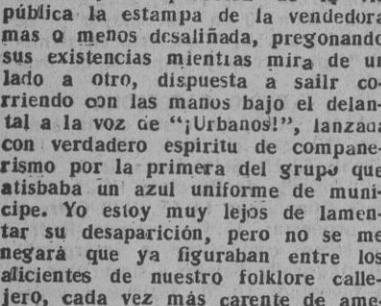 pública la estampa de la vendedora
mas o menos desaliñada, pregonando
sus existencias mientras mira de un
lado a otro, dispuesta a sailr co-
rriendo con las manos bajo el delan-
tal a la voz de “¡Urbanos!”, lanzada
con verdadero espiritu de compane-
rismo por la primera del grupo que
atisbaba un azul uniforme de muni-
cipe. Yo estoy muy lejos de lamen-
tar su desaparición, pero no se me
negará que ya figuraban entre los
alicientes de nuestro folklore calle-
jero, cada vez más carente de ame-